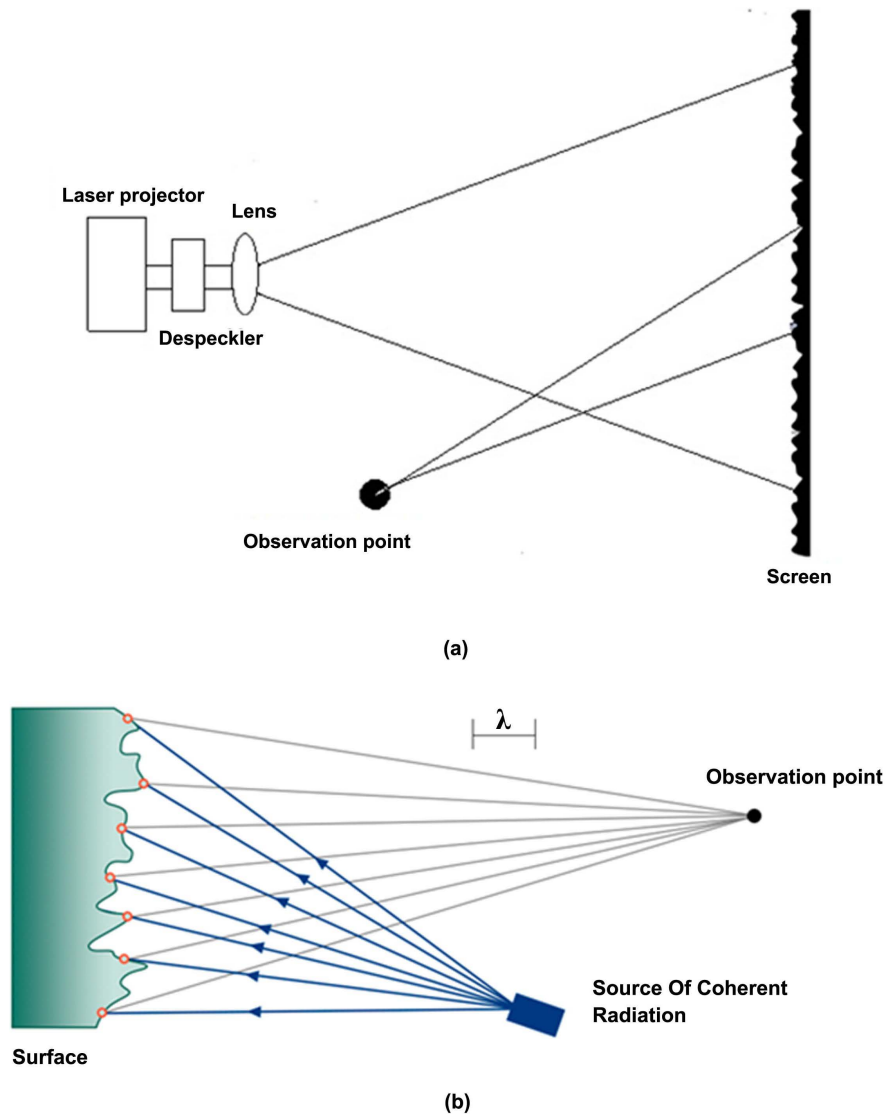 Laser projector
Lens
Despeckler
Observation point
Screen
(a)
λ
Observation point
Source Of Coherent
Radiation
Surface
(b)